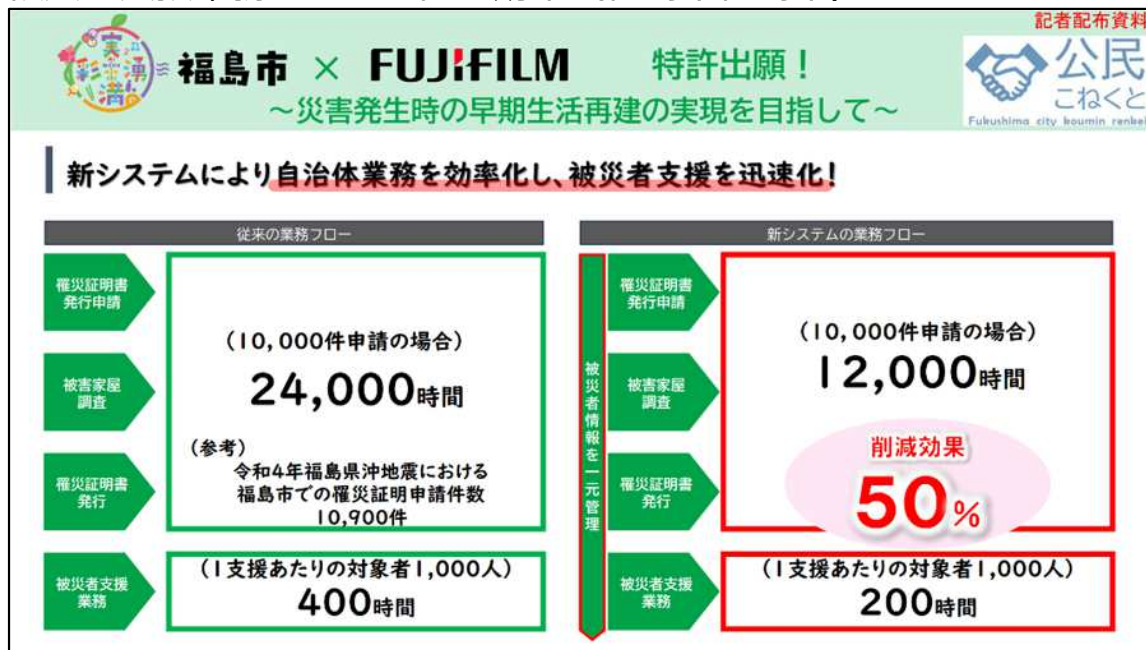 記者配布資料
実湧満彩
福島市 × FUJIFILM 特許出願！
～災害発生時の早期生活再建の実現を目指して～
公民
こねくと
Fukushima city koumin renkei
新システムにより自治体業務を効率化し、被災者支援を迅速化！
従来の業務フロー
罹災証明書
発行申請
被害家屋
調査
罹災証明書
発行
(10,000件申請の場合)
24,000時間
(参考)
令和4年福島県沖地震における
福島市での罹災証明申請件数
10,900件
被災者支援
業務
(1支援あたりの対象者1,000人)
400時間
新システムの業務フロー
被災者情報を一元管理
罹災証明書
発行申請
被害家屋
調査
罹災証明書
発行
(10,000件申請の場合)
12,000時間
削減効果
50%
被災者支援
業務
(1支援あたりの対象者1,000人)
200時間